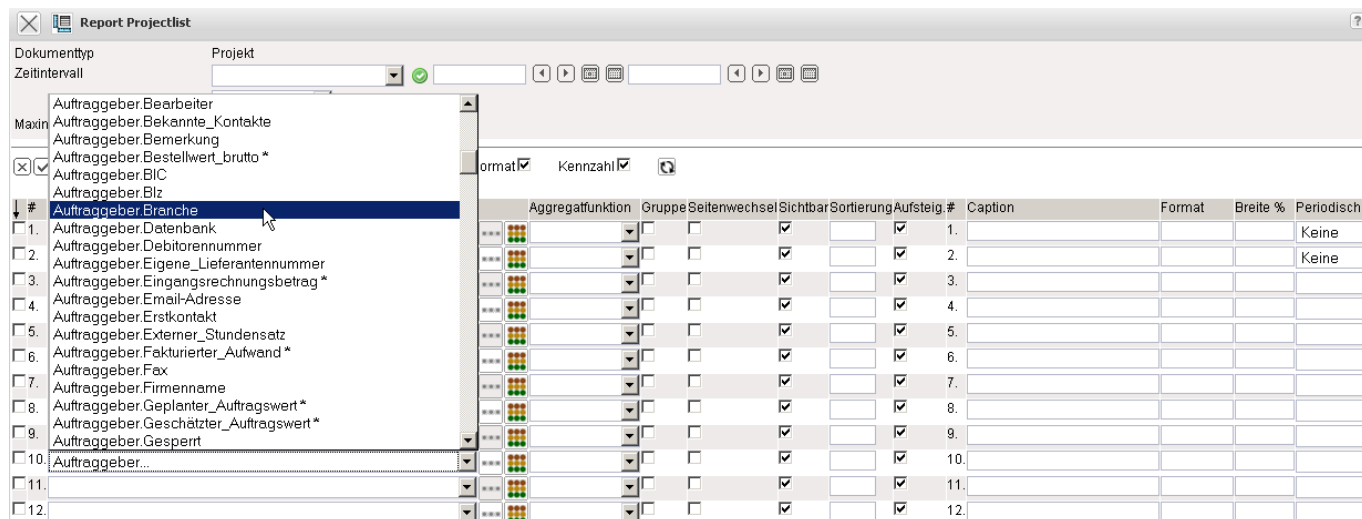 Report Projectlist
?
Dokumenttyp Projekt
Zeitintervall
Maxin
Auftraggeber.Bearbeiter
Auftraggeber.Bekannte_Kontakte
Auftraggeber.Bemerkung
Auftraggeber.Bestellwert_brutto *
Auftraggeber.BIC
Auftraggeber.Blz
Auftraggeber.Branche
Auftraggeber.Datenbank
Auftraggeber.Debitorennummer
Auftraggeber.Eigene_Lieferantennummer
Auftraggeber.Eingangsrechnungsbetrag *
Auftraggeber.Email-Adresse
Auftraggeber.Erstkontakt
Auftraggeber.Externer_Stundensatz
Auftraggeber.Fakturierter_Aufwand *
Auftraggeber.Fax
Auftraggeber.Firmenname
Auftraggeber.Geplanter_Auftragswert *
Auftraggeber.Geschätzter_Auftragswert *
Auftraggeber.Gesperrt
ormat Kennzahl
# Aggregatfunktion Gruppe Seitenwechsel Sichtbar Sortierung Aufsteig. # Caption Format Breite % Periodisch
1. 1. Keine
2. 2. Keine
3. 3.
4. 4.
5. 5.
6. 6.
7. 7.
8. 8.
9. 9.
10. Auftraggeber... 10.
11. 11.
12. 12.